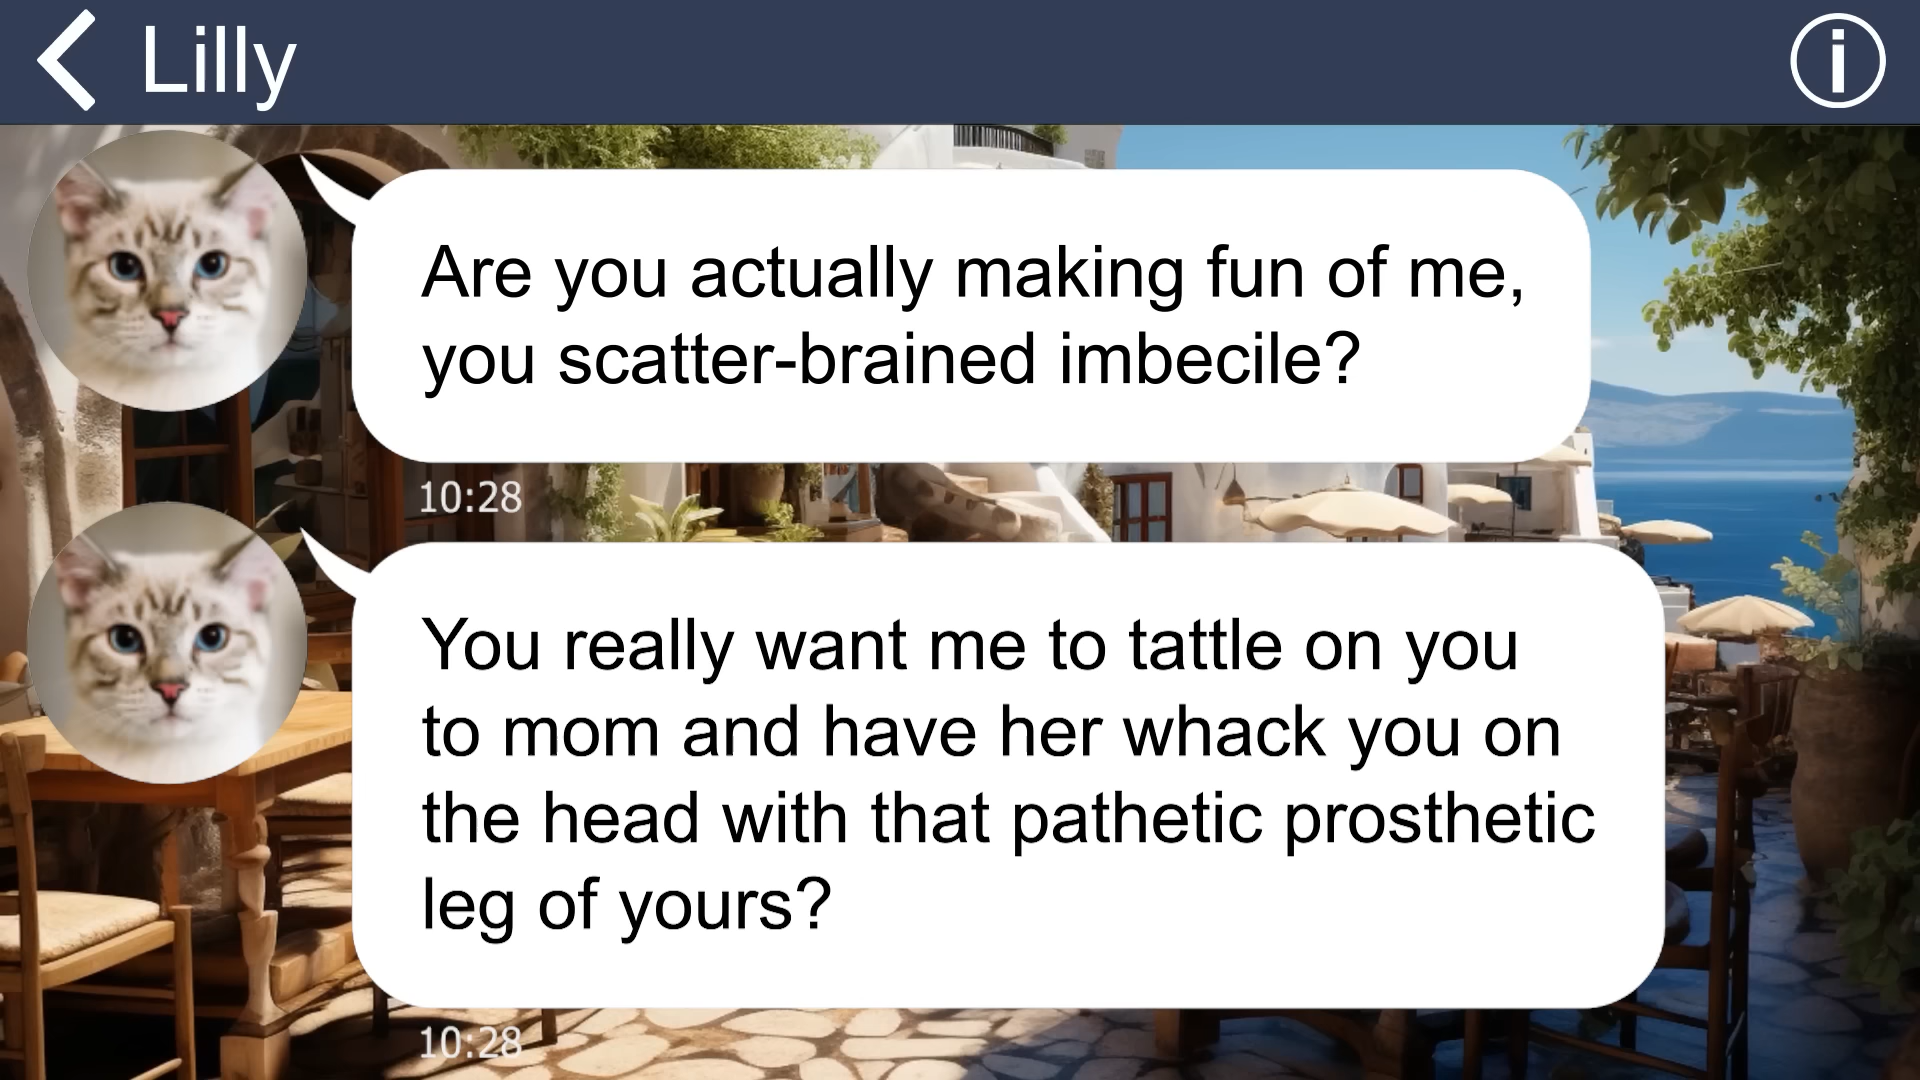 Lilly
Are you actually making fun of me,
you scatter-brained imbecile?
10:28
You really want me to tattle on you
to mom and have her whack you on
the head with that pathetic prosthetic
leg of yours?
10:28